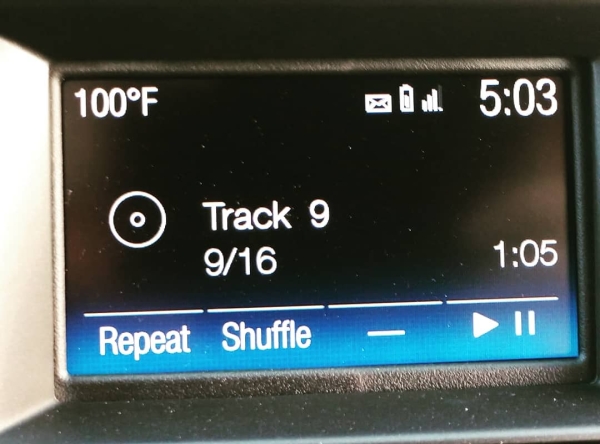 100°F 5:03
Track 9
9/16 1:05
Repeat Shuffle